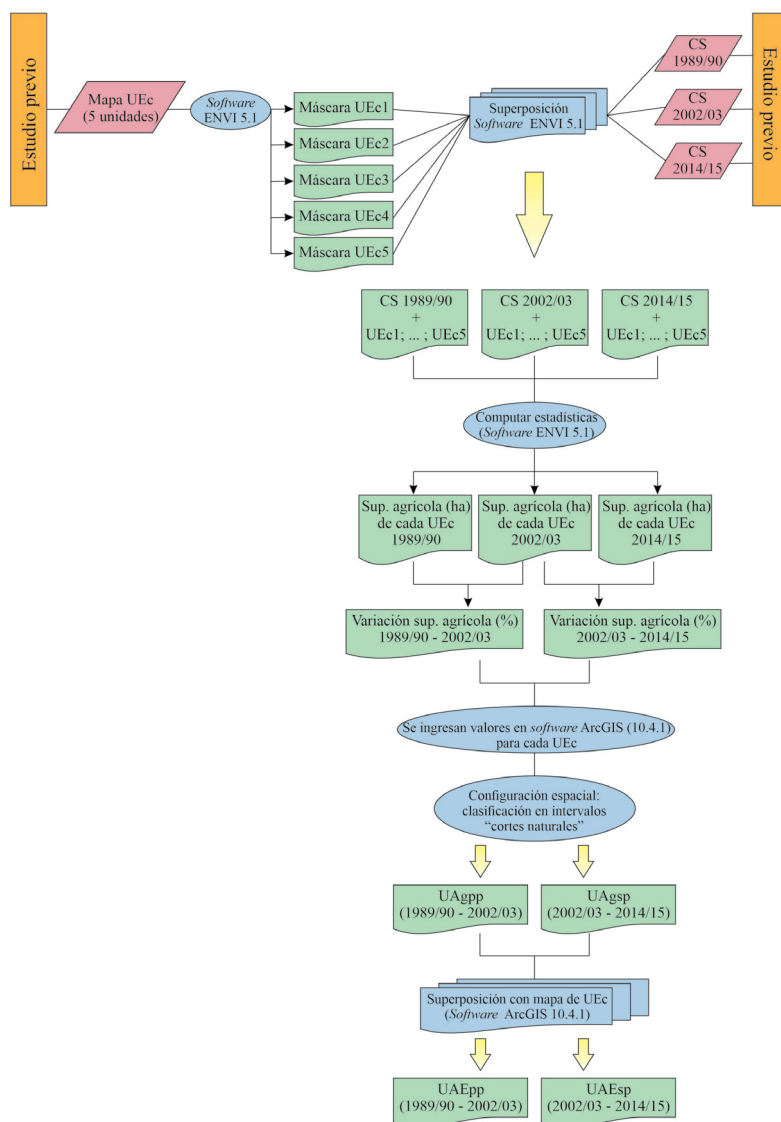 Estudio previo
Mapa UEc
(5 unidades)
Software
ENVI 5.1
Máscara UEc1
Máscara UEc2
Máscara UEc3
Máscara UEc4
Máscara UEc5
Superposición
Software ENVI 5.1
CS
1989/90
CS
2002/03
CS
2014/15
Estudio previo
CS 1989/90
+
UEc1; ... ; UEc5
CS 2002/03
+
UEc1; ... ; UEc5
CS 2014/15
+
UEc1; ... ; UEc5
Computar estadísticas
(Software ENVI 5.1)
Sup. agrícola (ha)
de cada UEc
1989/90
Sup. agrícola (ha)
de cada UEc
2002/03
Sup. agrícola (ha)
de cada UEc
2014/15
Variación sup. agrícola (%)
1989/90 - 2002/03
Variación sup. agrícola (%)
2002/03 - 2014/15
Se ingresan valores en software ArcGIS (10.4.1)
para cada UEc
Configuración espacial:
clasificación en intervalos
“cortes naturales”
UAgpp
(1989/90 - 2002/03)
UAgsp
(2002/03 - 2014/15)
Superposición con mapa de UEc
(Software ArcGIS 10.4.1)
UAEpp
(1989/90 - 2002/03)
UAEsp
(2002/03 - 2014/15)